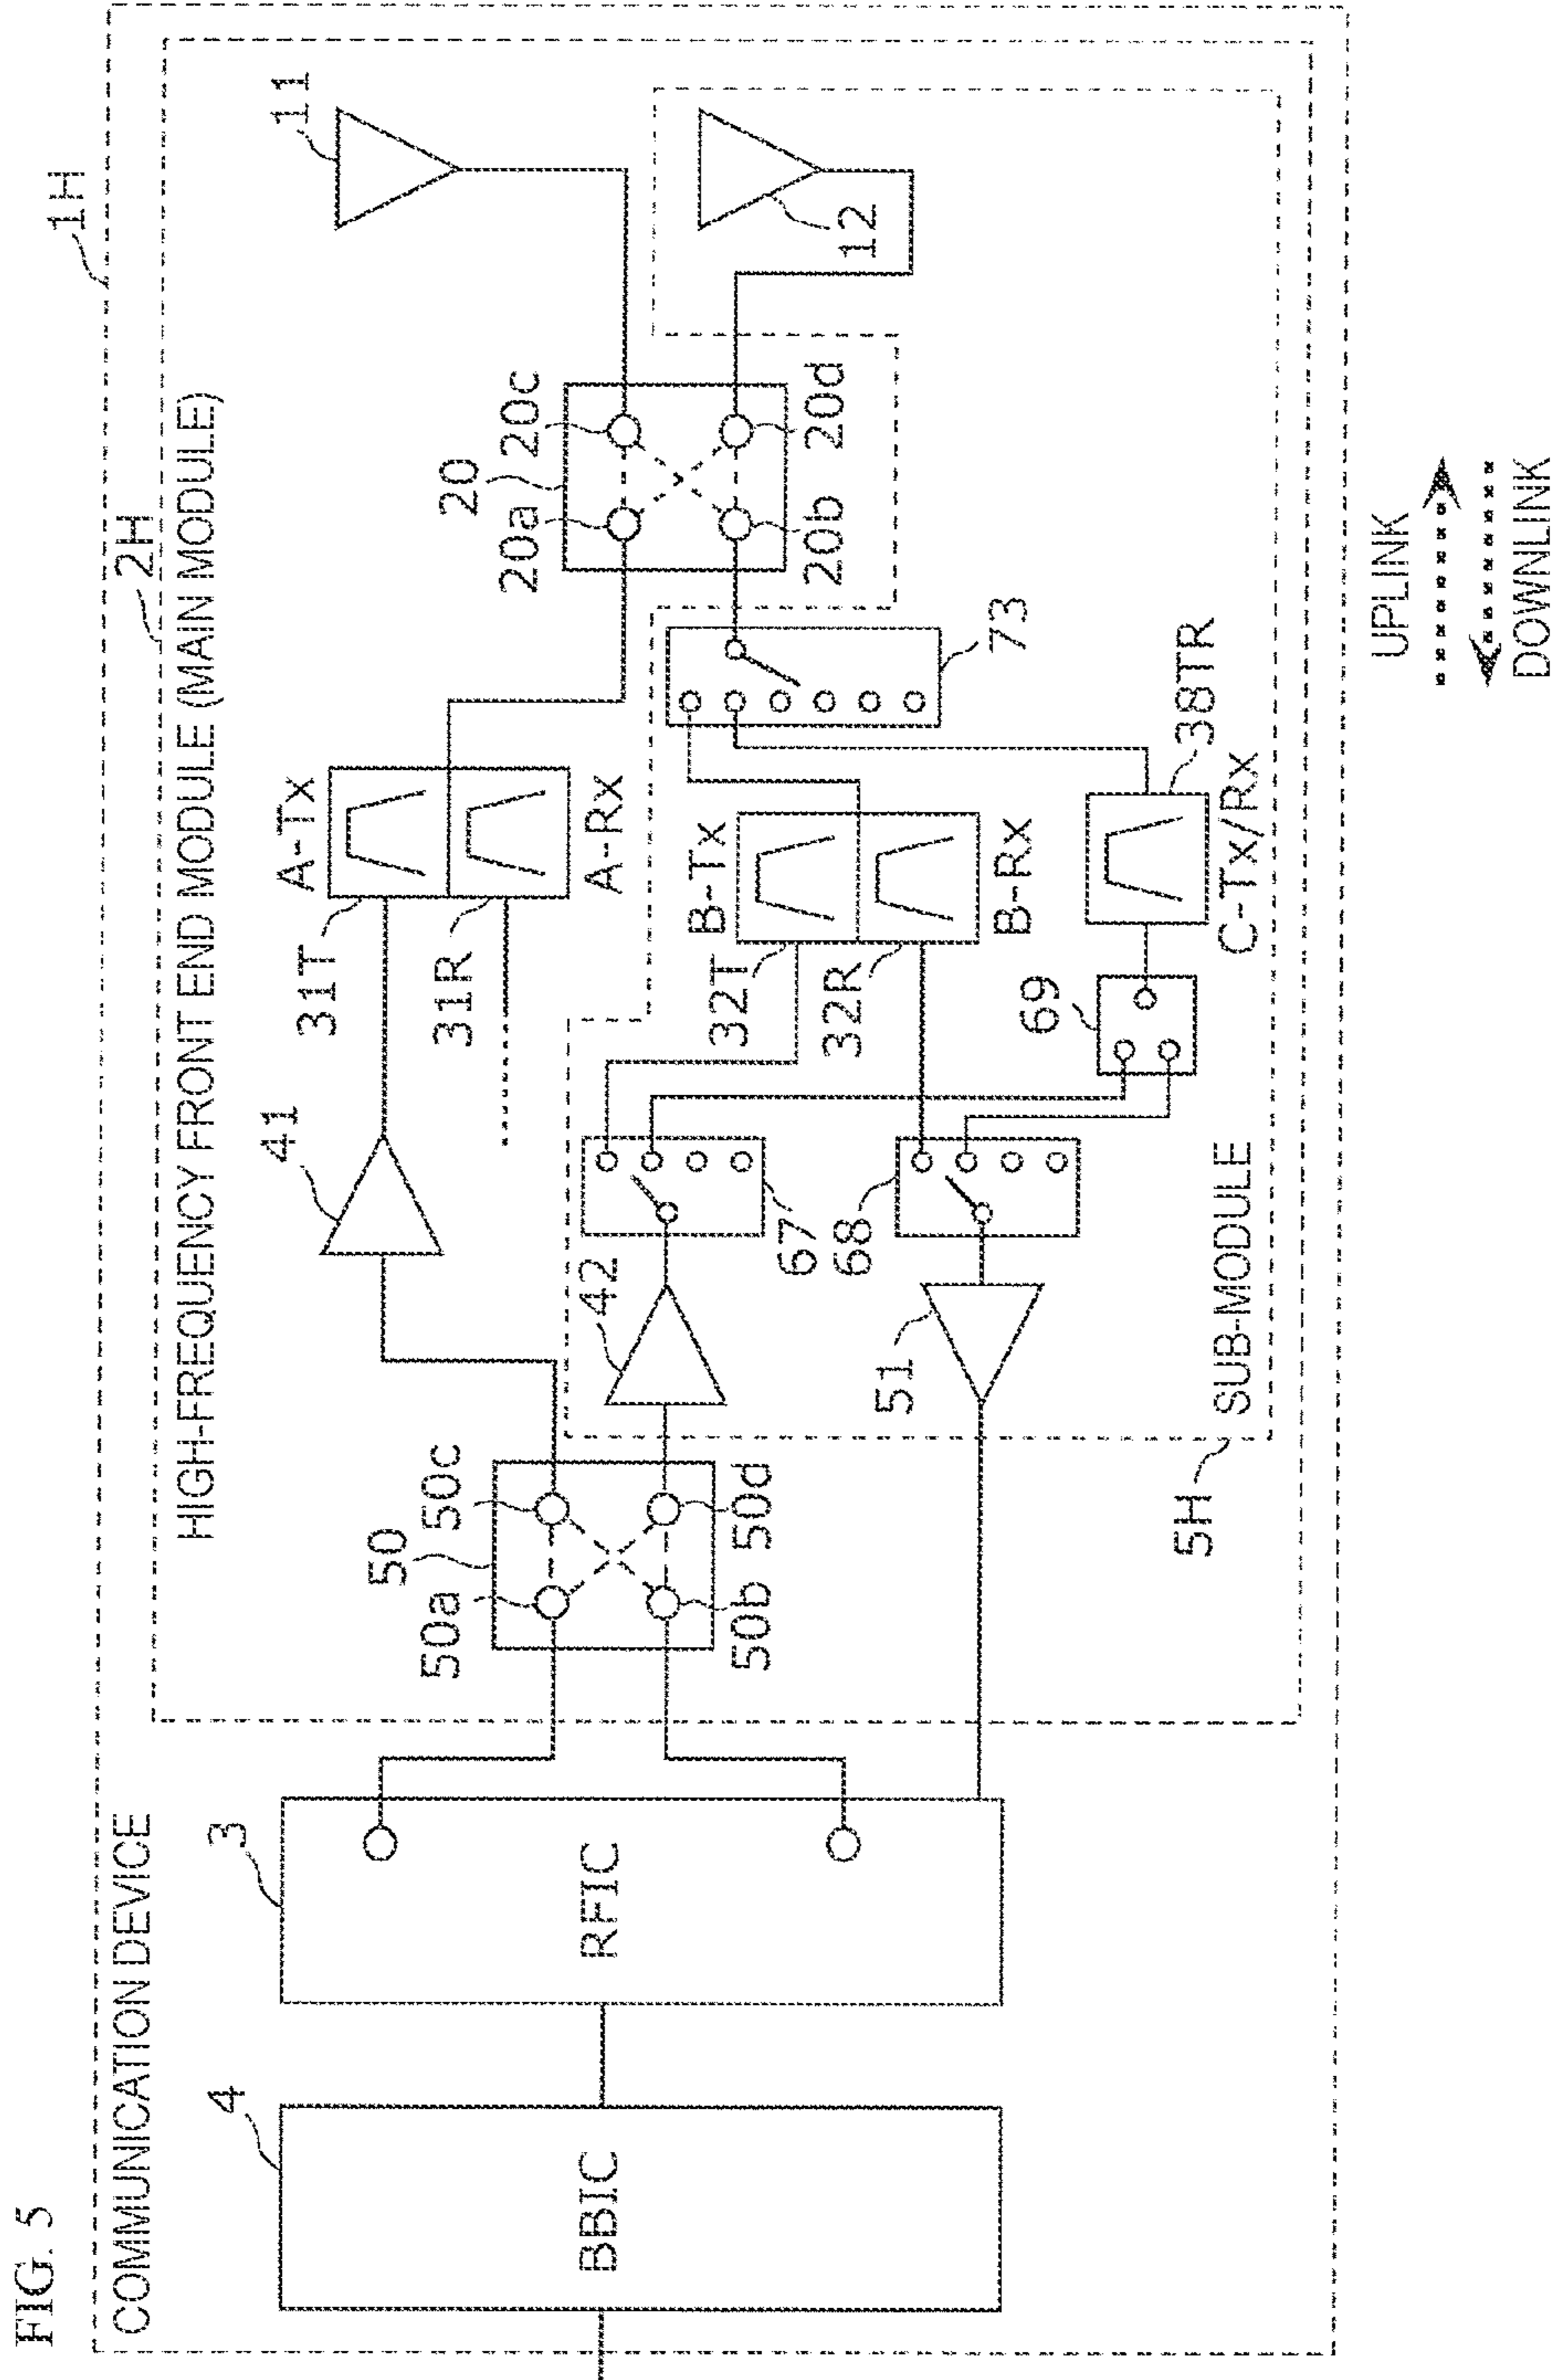 FIG. 5
COMMUNICATION DEVICE
1H
2H
HIGH-FREQUENCY FRONT END MODULE (MAIN MODULE)
4
BBIC
3
RFIC
50
50a
50c
50b
50d
41
42
51
67
68
69
31T
A-Tx
31R
A-Rx
32T
B-Tx
32R
B-Rx
38TR
C-Tx/Rx
73
20
20a
20c
20b
20d
11
12
5H
SUB-MODULE
UPLINK
DOWNLINK